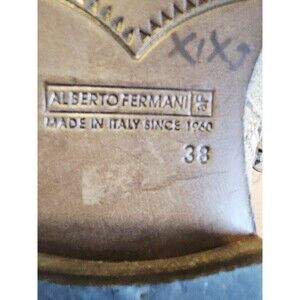 ALBERTO FERMANI
MADE IN ITALY SINCE 1960
38